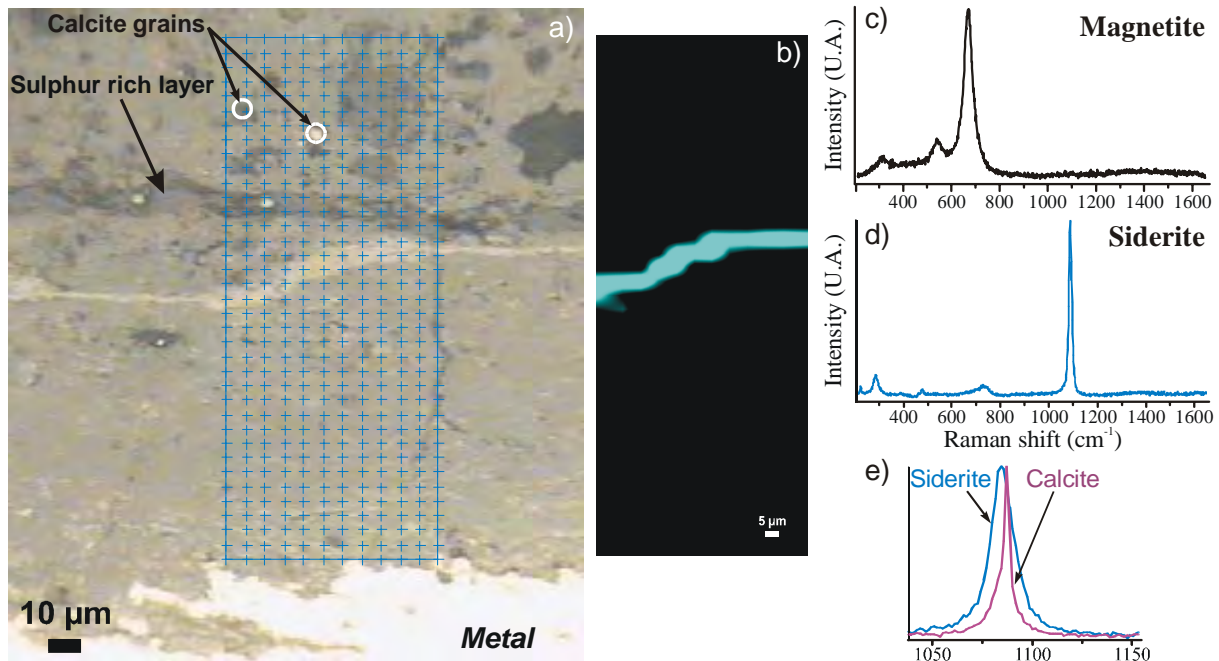 Calcite grains
a)
Sulphur rich layer
10 µm
Metal
b)
5 µm
c)
Magnetite
Intensity (U.A.)
400 600 800 1000 1200 1400 1600
d)
Siderite
Intensity (U.A.)
400 600 800 1000 1200 1400 1600
Raman shift (cm-1)
e)
Siderite
Calcite
1050 1100 1150